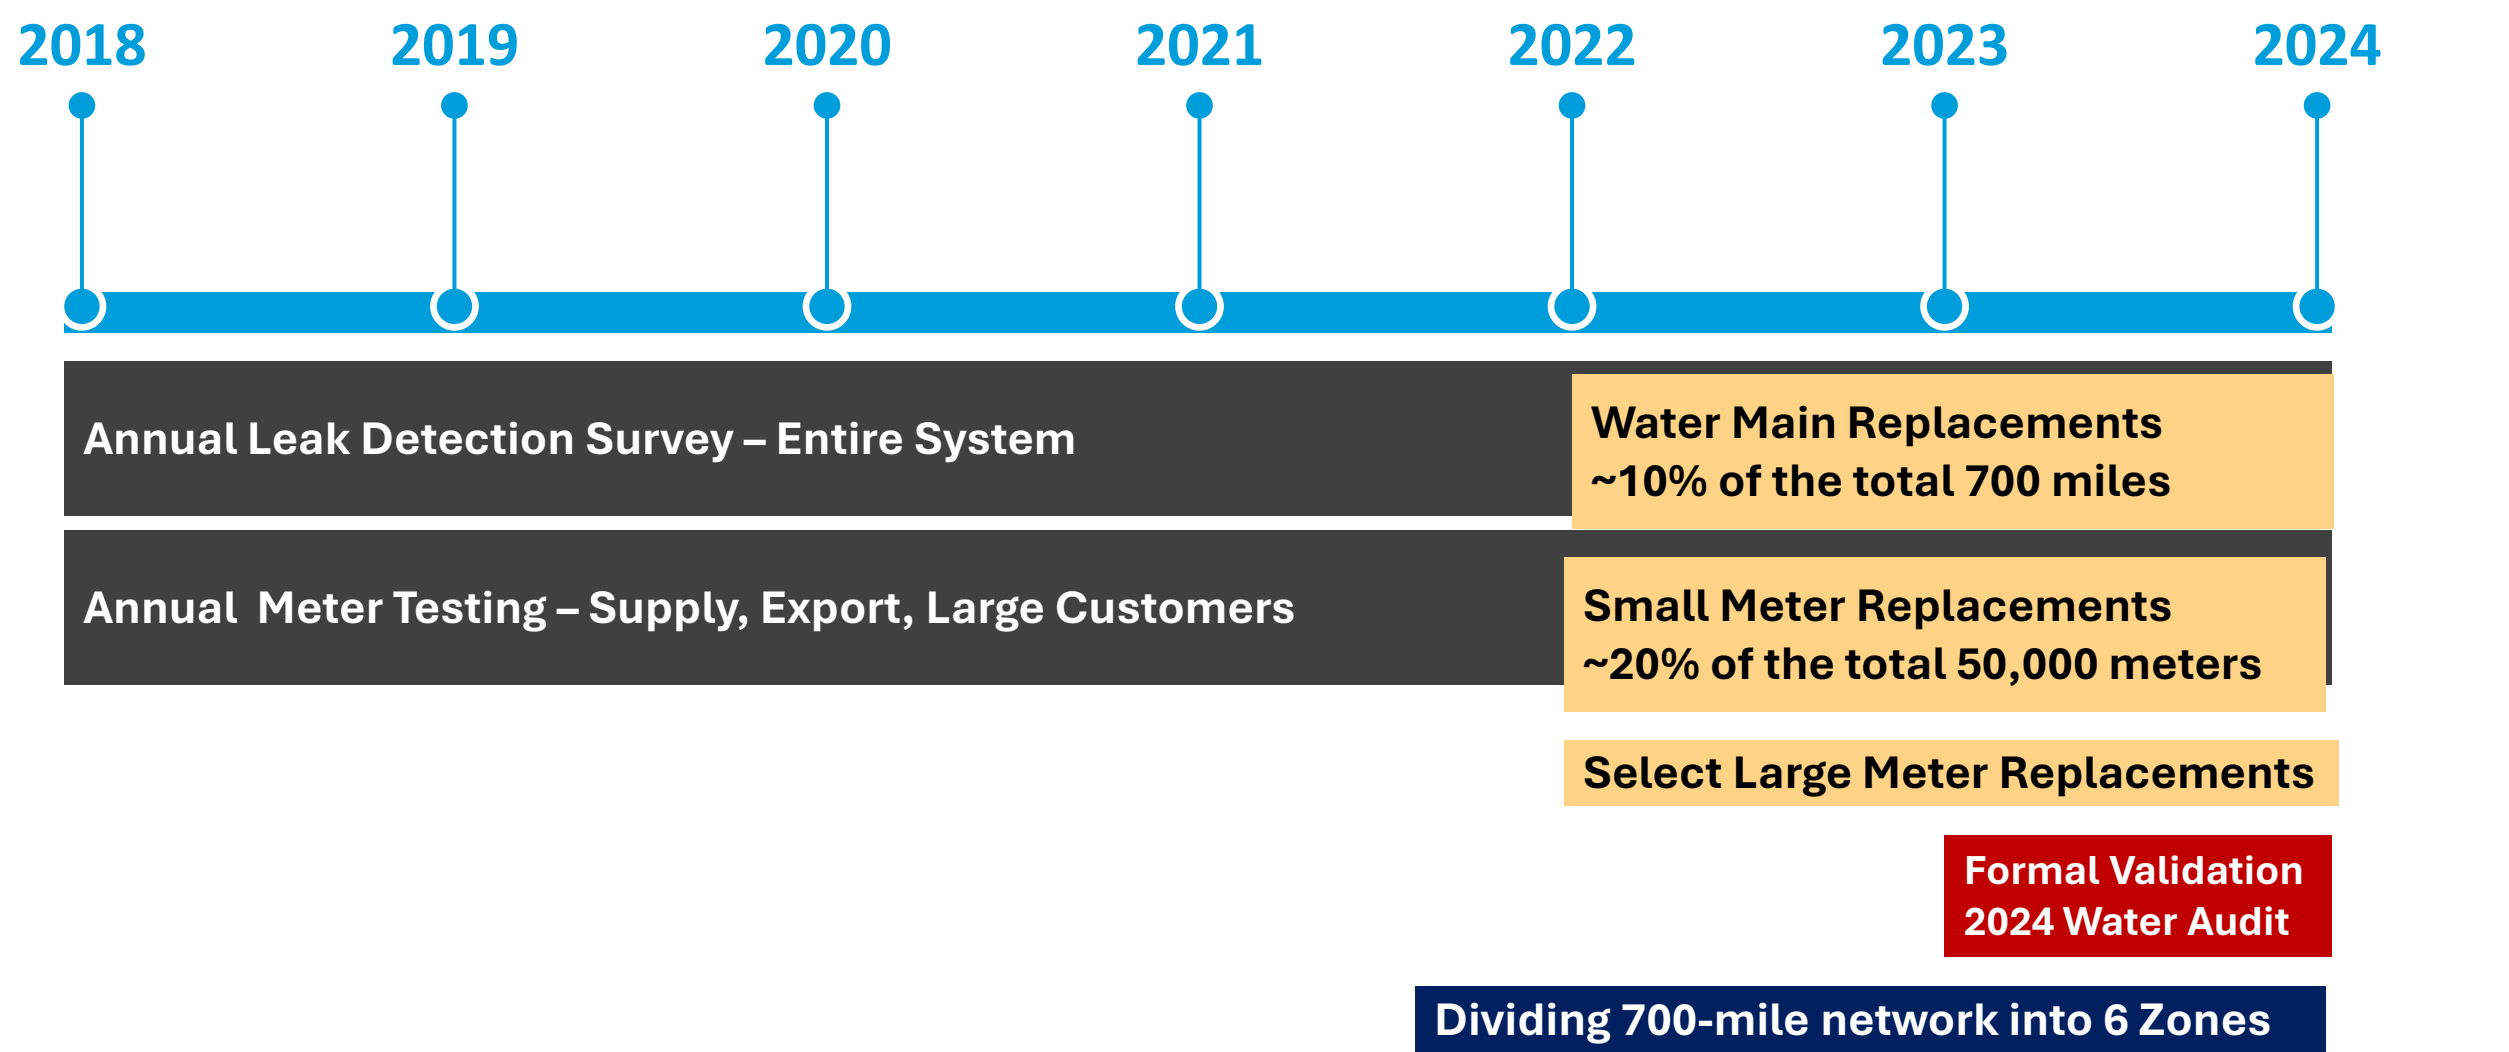 2018 2019 2020 2021 2022 2023 2024
Annual Leak Detection Survey – Entire System
Water Main Replacements
~10% of the total 700 miles
Annual  Meter Testing – Supply, Export, Large Customers
Small Meter Replacements
~20% of the total 50,000 meters
Select Large Meter Replacements
Formal Validation
2024 Water Audit
Dividing 700-mile network into 6 Zones